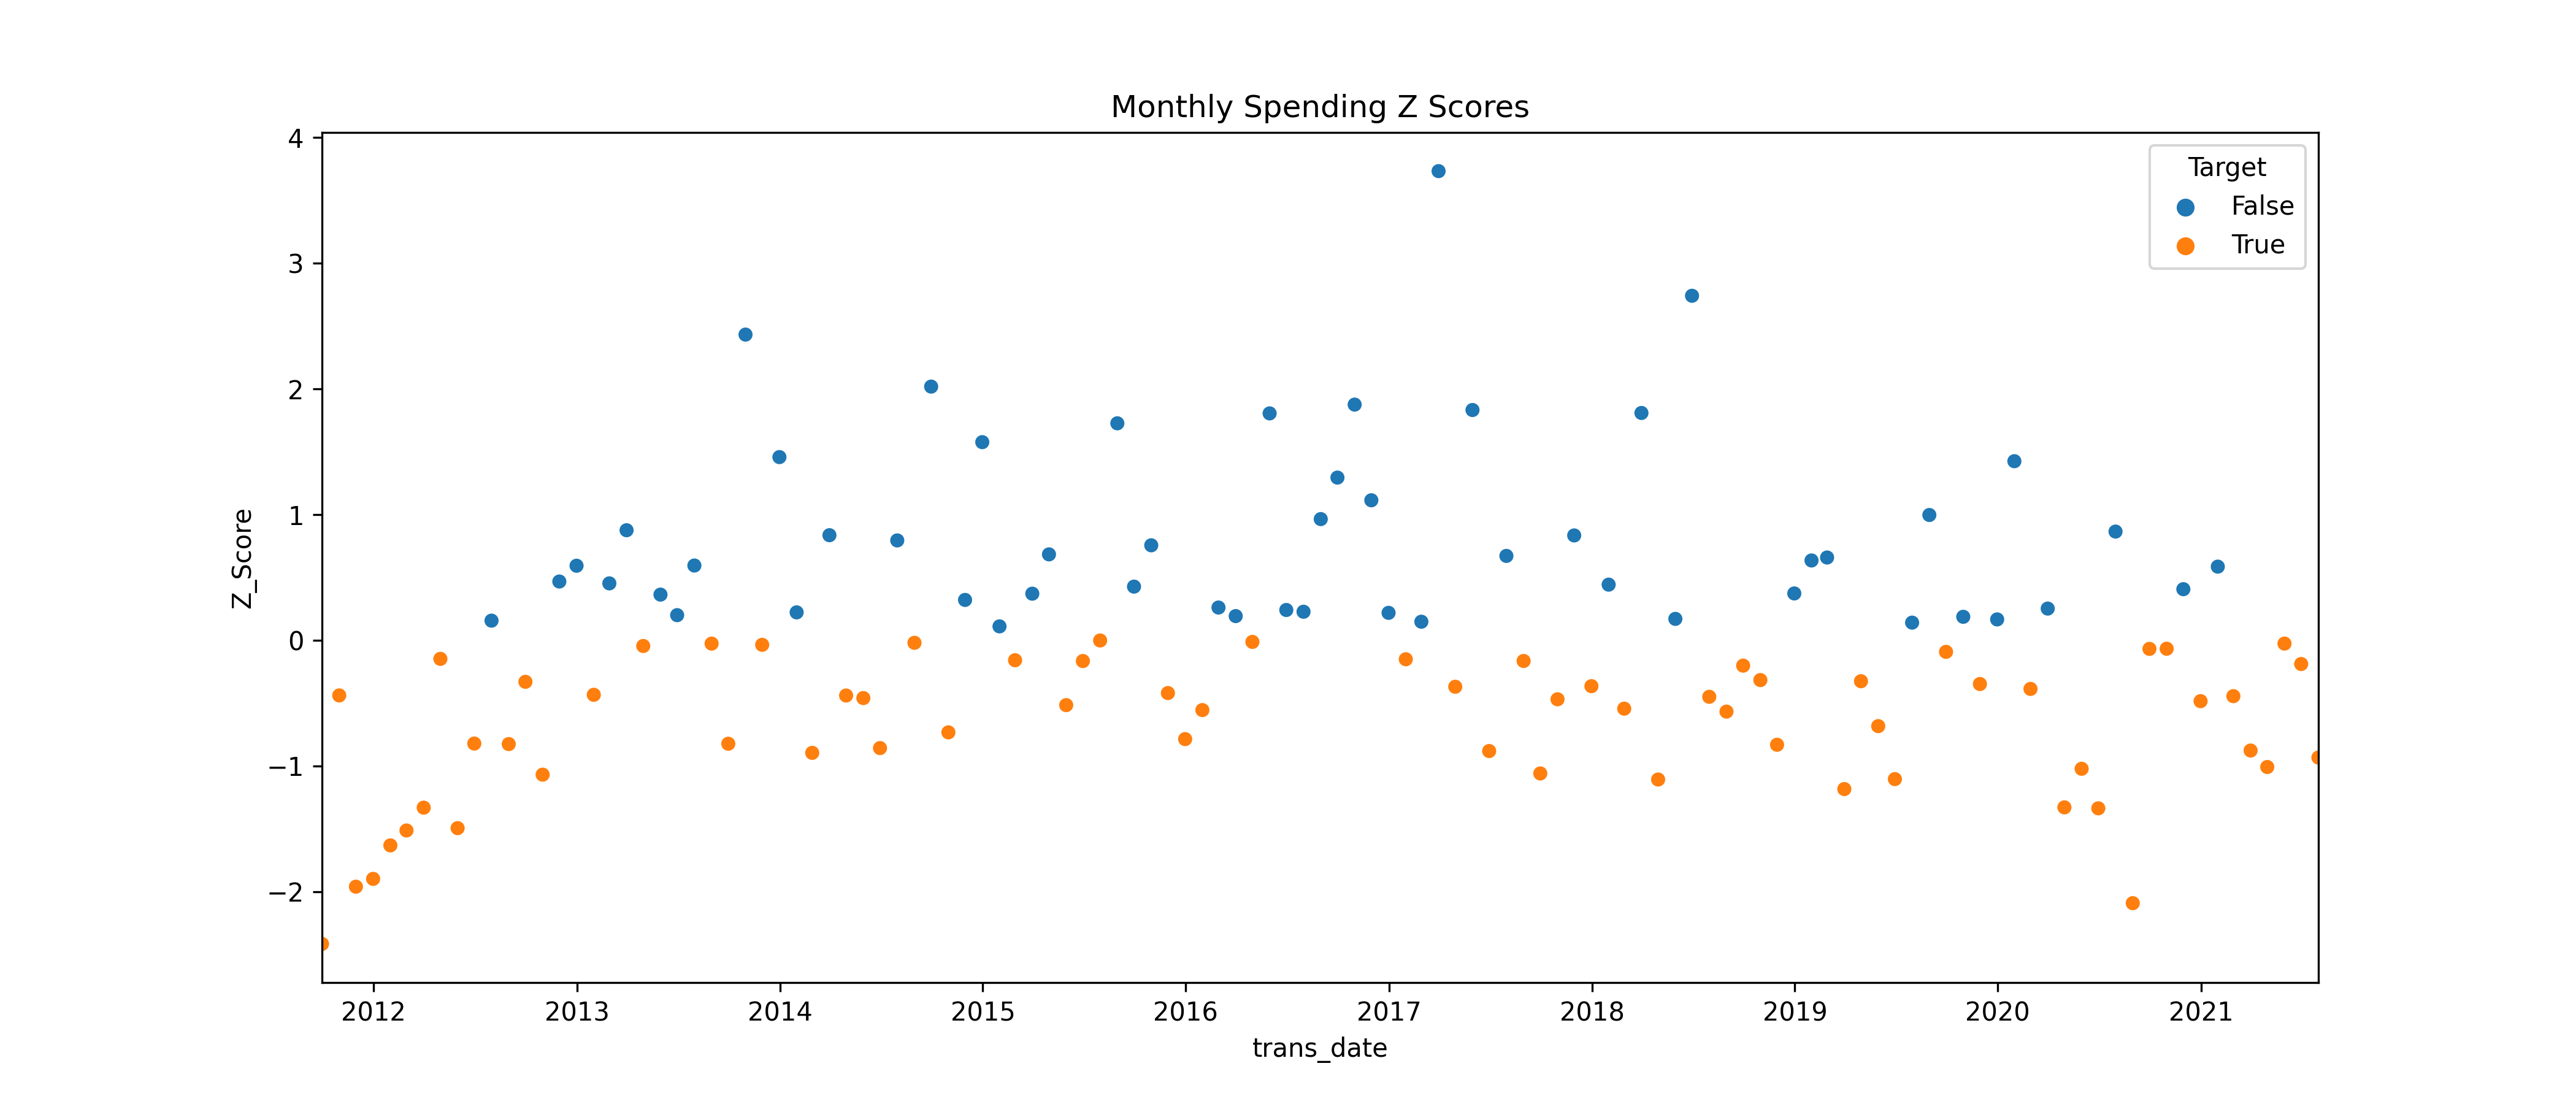 Monthly Spending Z Scores
Target
False
True
4
3
2
1
0
−1
−2
Z_Score
2012 2013 2014 2015 2016 2017 2018 2019 2020 2021
trans_date